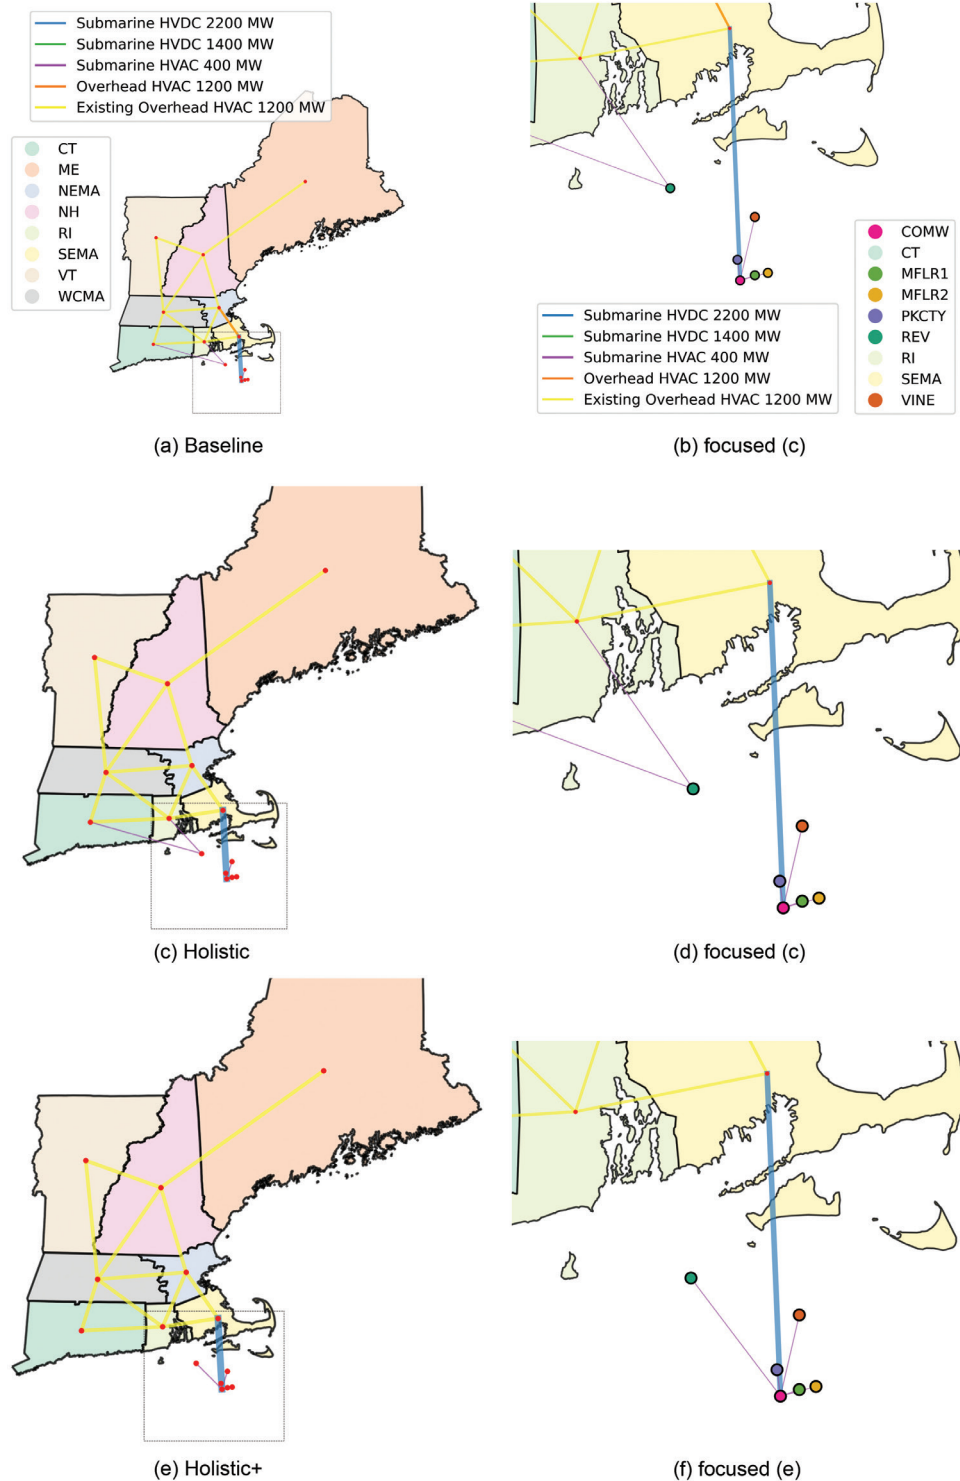 Submarine HVDC 2200 MW
Submarine HVDC 1400 MW
Submarine HVAC 400 MW
Overhead HVAC 1200 MW
Existing Overhead HVAC 1200 MW
CT
ME
NEMA
NH
RI
SEMA
VT
WCMA
(a) Baseline
Submarine HVDC 2200 MW
Submarine HVDC 1400 MW
Submarine HVAC 400 MW
Overhead HVAC 1200 MW
Existing Overhead HVAC 1200 MW
COMW
CT
MFLR1
MFLR2
PKCTY
REV
RI
SEMA
VINE
(b) focused (c)
(c) Holistic
(d) focused (c)
(e) Holistic+
(f) focused (e)